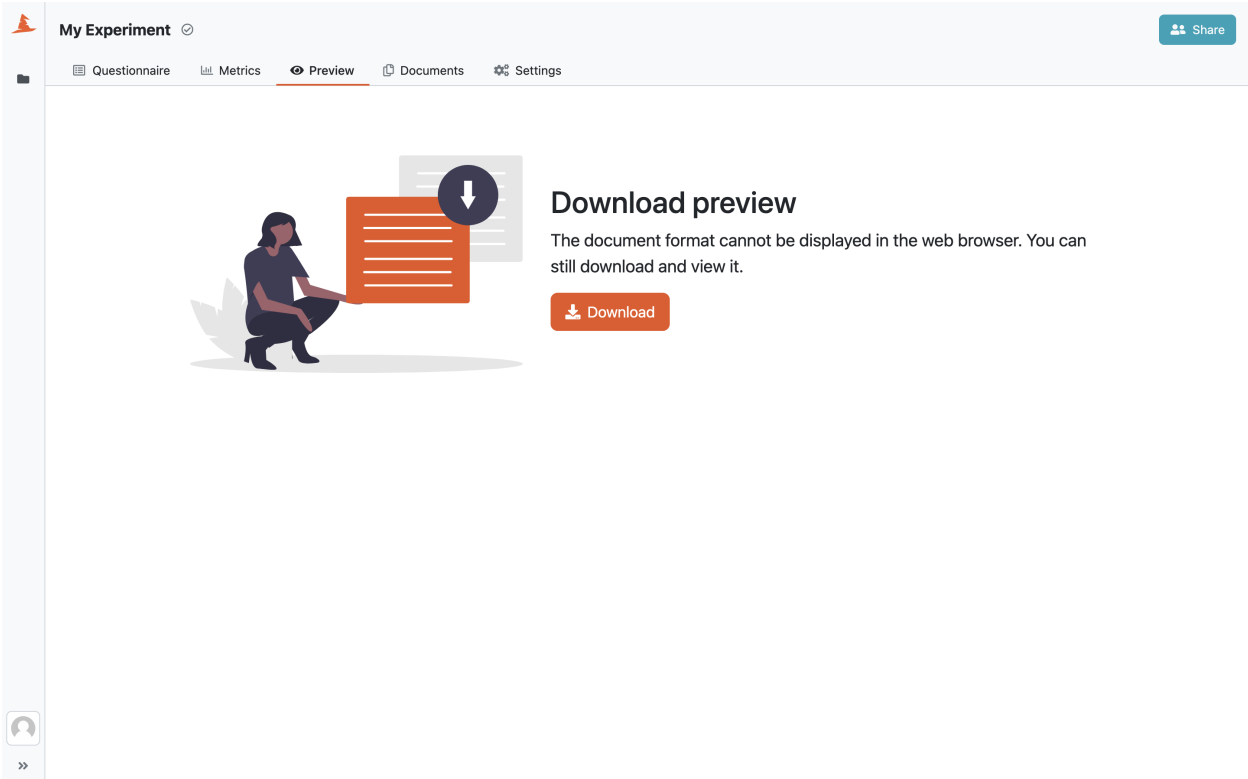 My Experiment
Share
Questionnaire
Metrics
Preview
Documents
Settings
Download preview
The document format cannot be displayed in the web browser. You can
still download and view it.
Download